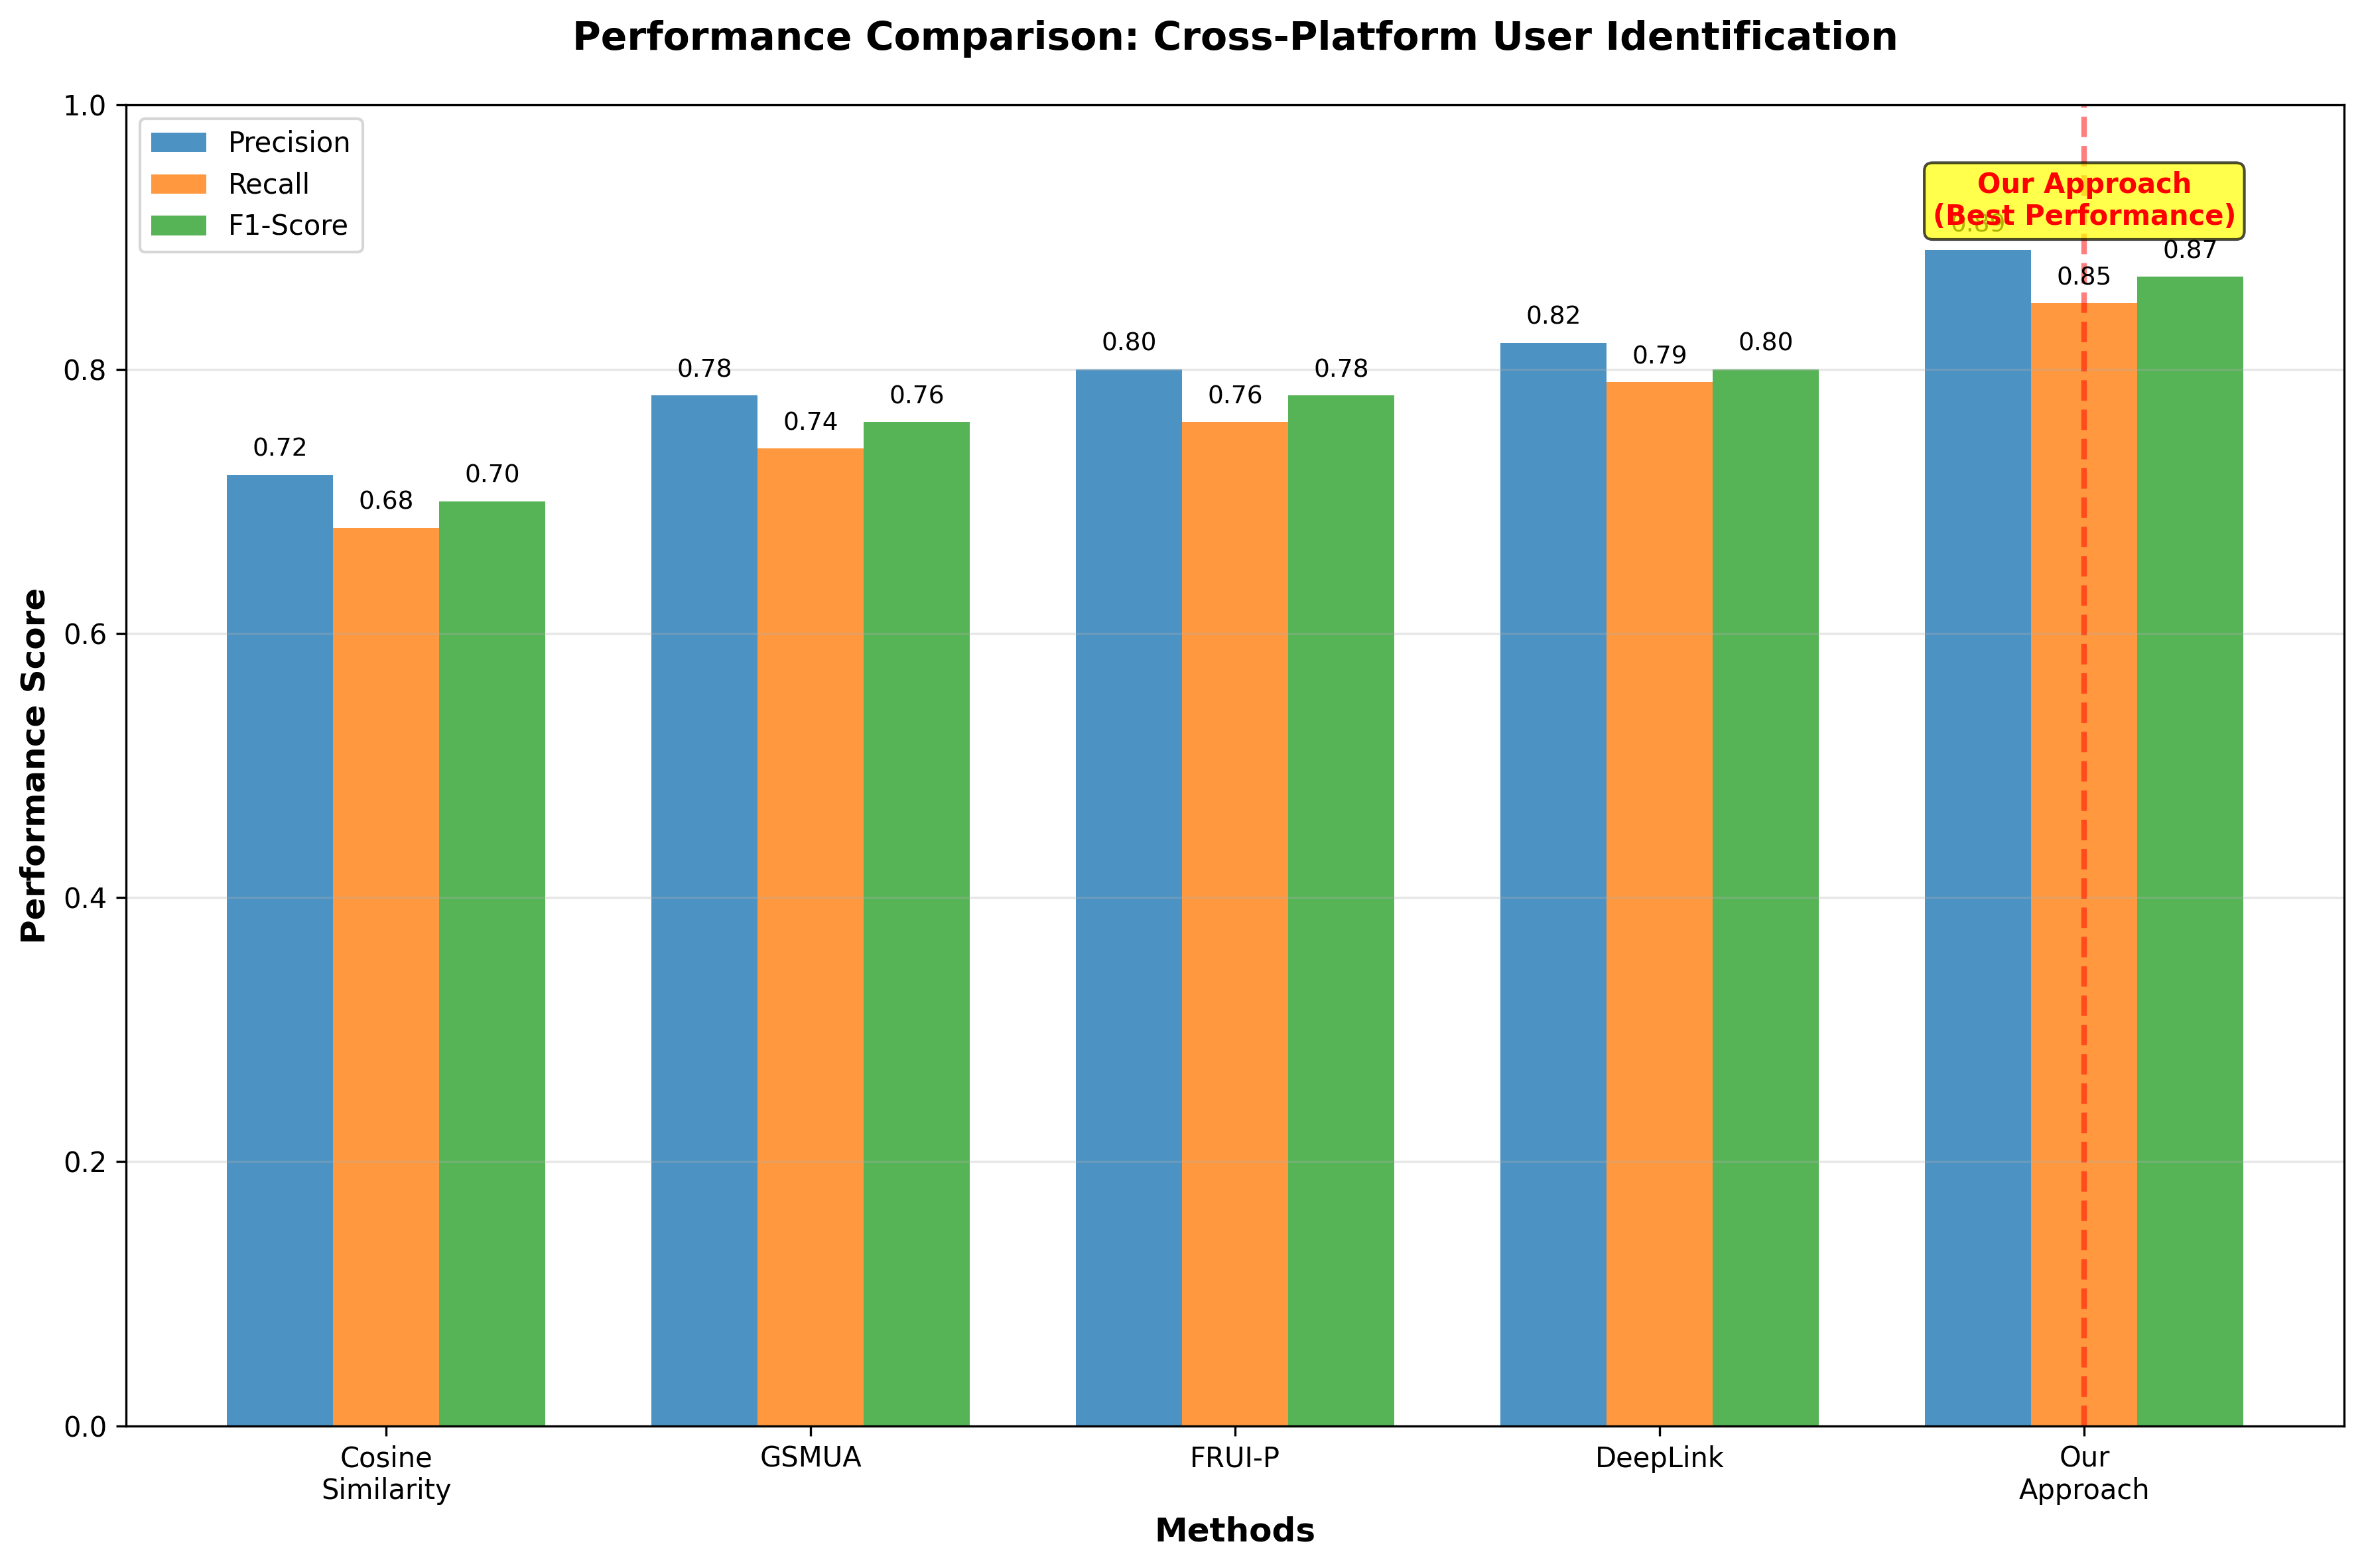 Performance Comparison: Cross-Platform User Identification
Precision
Recall
F1-Score
Our Approach
(Best Performance)
1.0
0.8
0.6
0.4
0.2
0.0
Performance Score
0.72
0.68
0.70
0.78
0.74
0.76
0.80
0.76
0.78
0.82
0.79
0.80
0.89
0.85
0.87
Cosine
Similarity
GSMUA
FRUI-P
DeepLink
Our
Approach
Methods